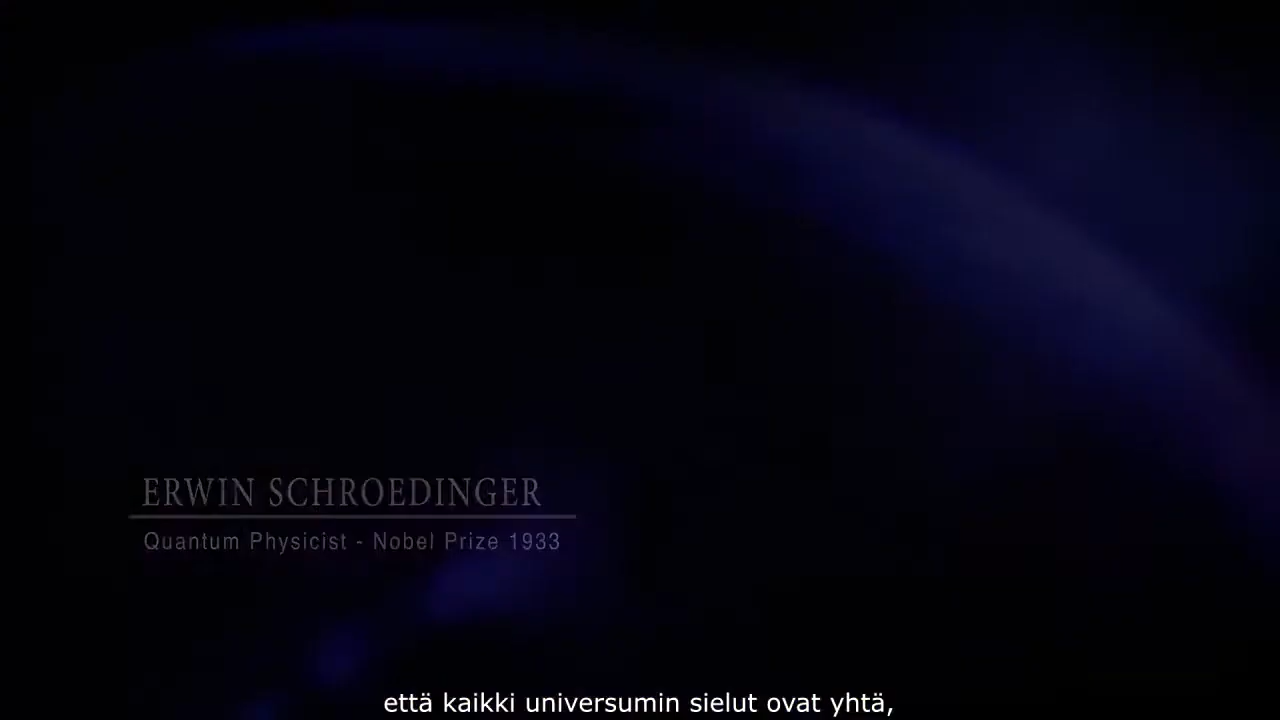 ERWIN SCHROEDINGER
Quantum Physicist - Nobel Prize 1933
että kaikki universumin sielut ovat yhtä,